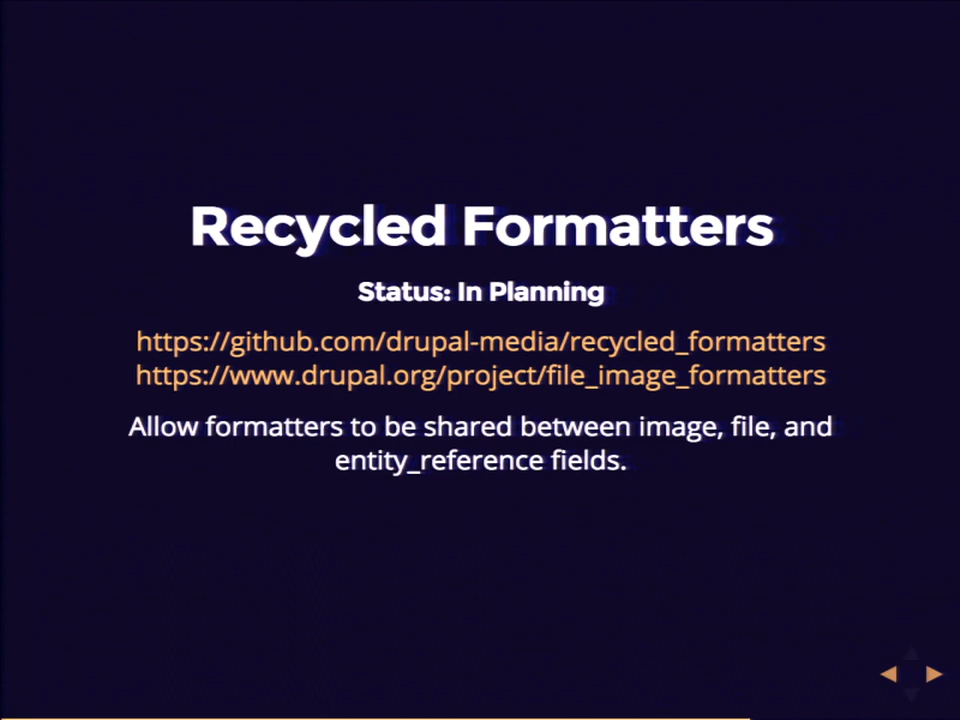 Recycled Formatters
Status: In Planning
https://github.com/drupal-media/recycled_formatters
https://www.drupal.org/project/file_image_formatters
Allow formatters to be shared between image, file, and
entity_reference fields.